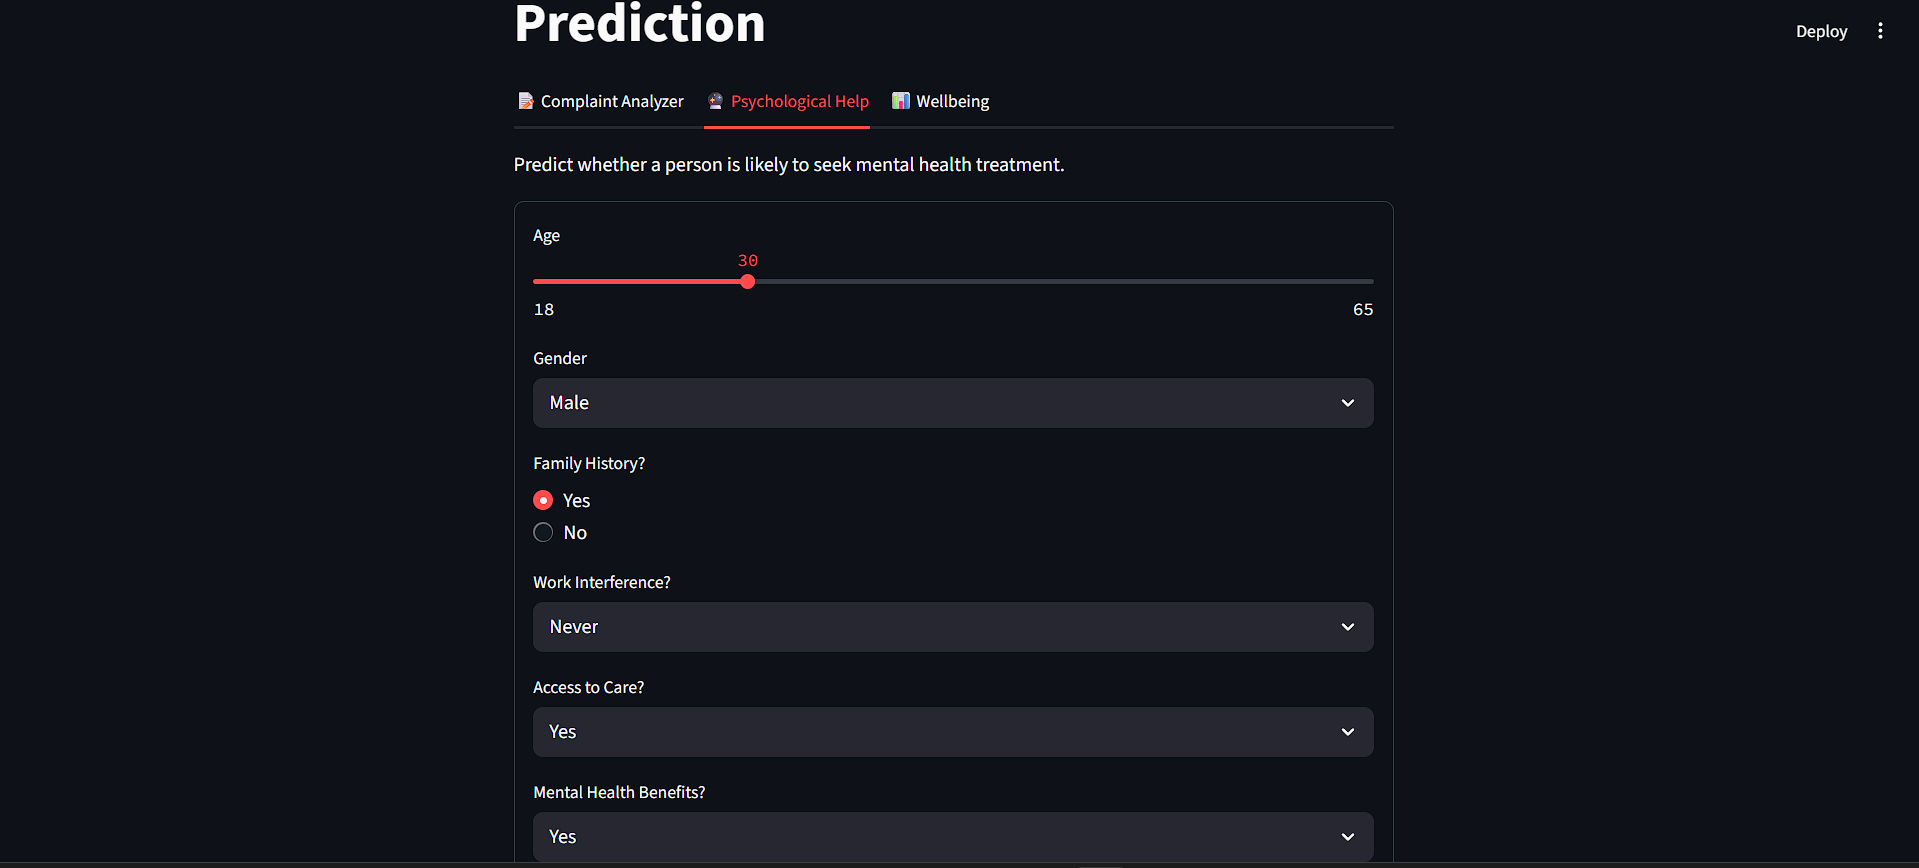 Prediction
Deploy
Complaint Analyzer Psychological Help Wellbeing
Predict whether a person is likely to seek mental health treatment.
Age
30
18 65
Gender
Male
Family History?
Yes
No
Work Interference?
Never
Access to Care?
Yes
Mental Health Benefits?
Yes